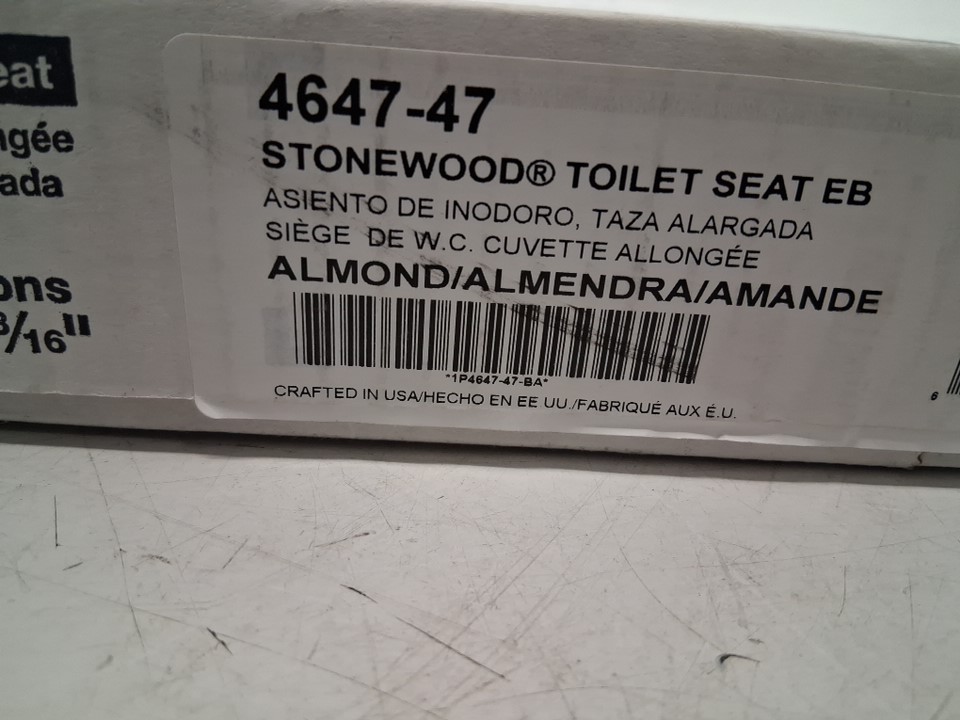 4647-47
STONEWOOD® TOILET SEAT EB
ASIENTO DE INODORO, TAZA ALARGADA
SIÈGE DE W.C. CUVETTE ALLONGÉE
ALMOND/ALMENDRA/AMANDE
*1P4647-47-BA*
CRAFTED IN USA/HECHO EN EE UU./FABRIQUÉ AUX É.U.
eat
ngée
ada
ons
3/16"
6